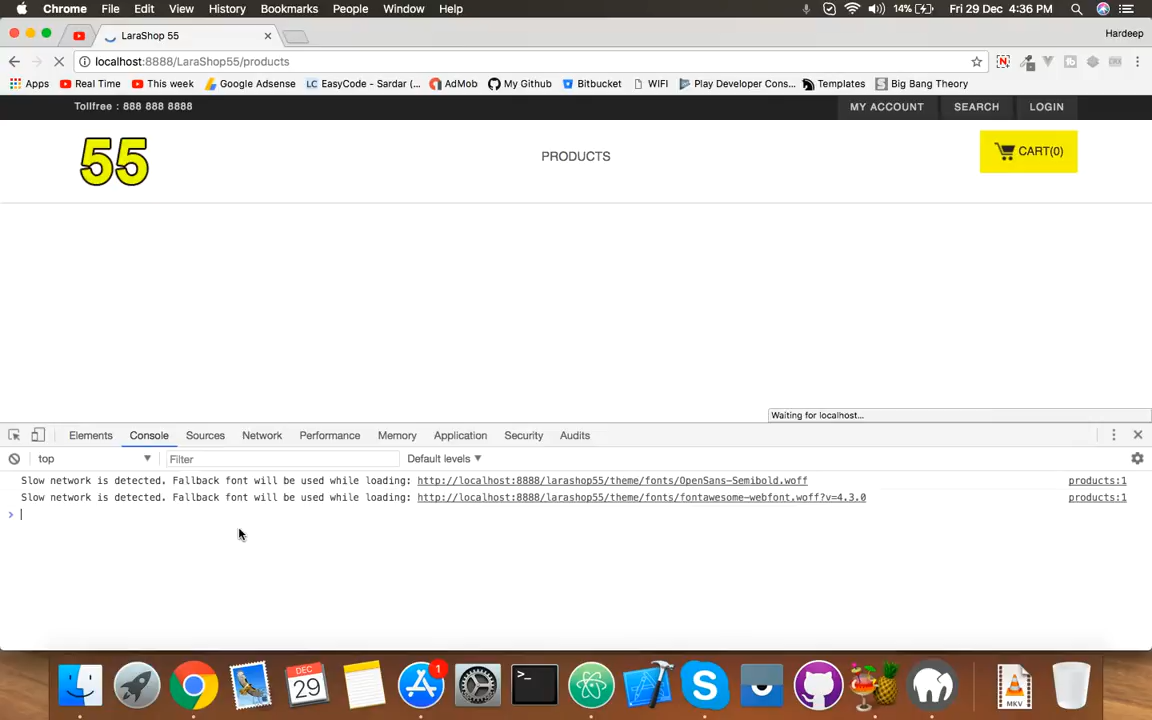 Chrome File Edit View History Bookmarks People Window Help 14% Fri 29 Dec 4:36 PM
LaraShop 55 Hardeep
localhost:8888/LaraShop55/products
Apps Real Time This week Google Adsense LC EasyCode - Sardar (... AdMob My Github Bitbucket WIFI Play Developer Cons... Templates S Big Bang Theory
Tollfree : 888 888 8888 MY ACCOUNT SEARCH LOGIN
55 PRODUCTS CART(0)
Waiting for localhost...
Elements Console Sources Network Performance Memory Application Security Audits
top Filter Default levels
Slow network is detected. Fallback font will be used while loading: http://localhost:8888/larashop55/theme/fonts/OpenSans-Semibold.woff products:1
Slow network is detected. Fallback font will be used while loading: http://localhost:8888/larashop55/theme/fonts/fontawesome-webfont.woff?v=4.3.0 products:1
>
DEC 1
29 >_ S MKV